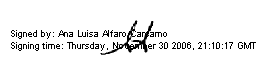 Signed by: Ana Luisa Alfaro Carcamo
Signing time: Thursday, November 30 2006, 21:10:17 GMT